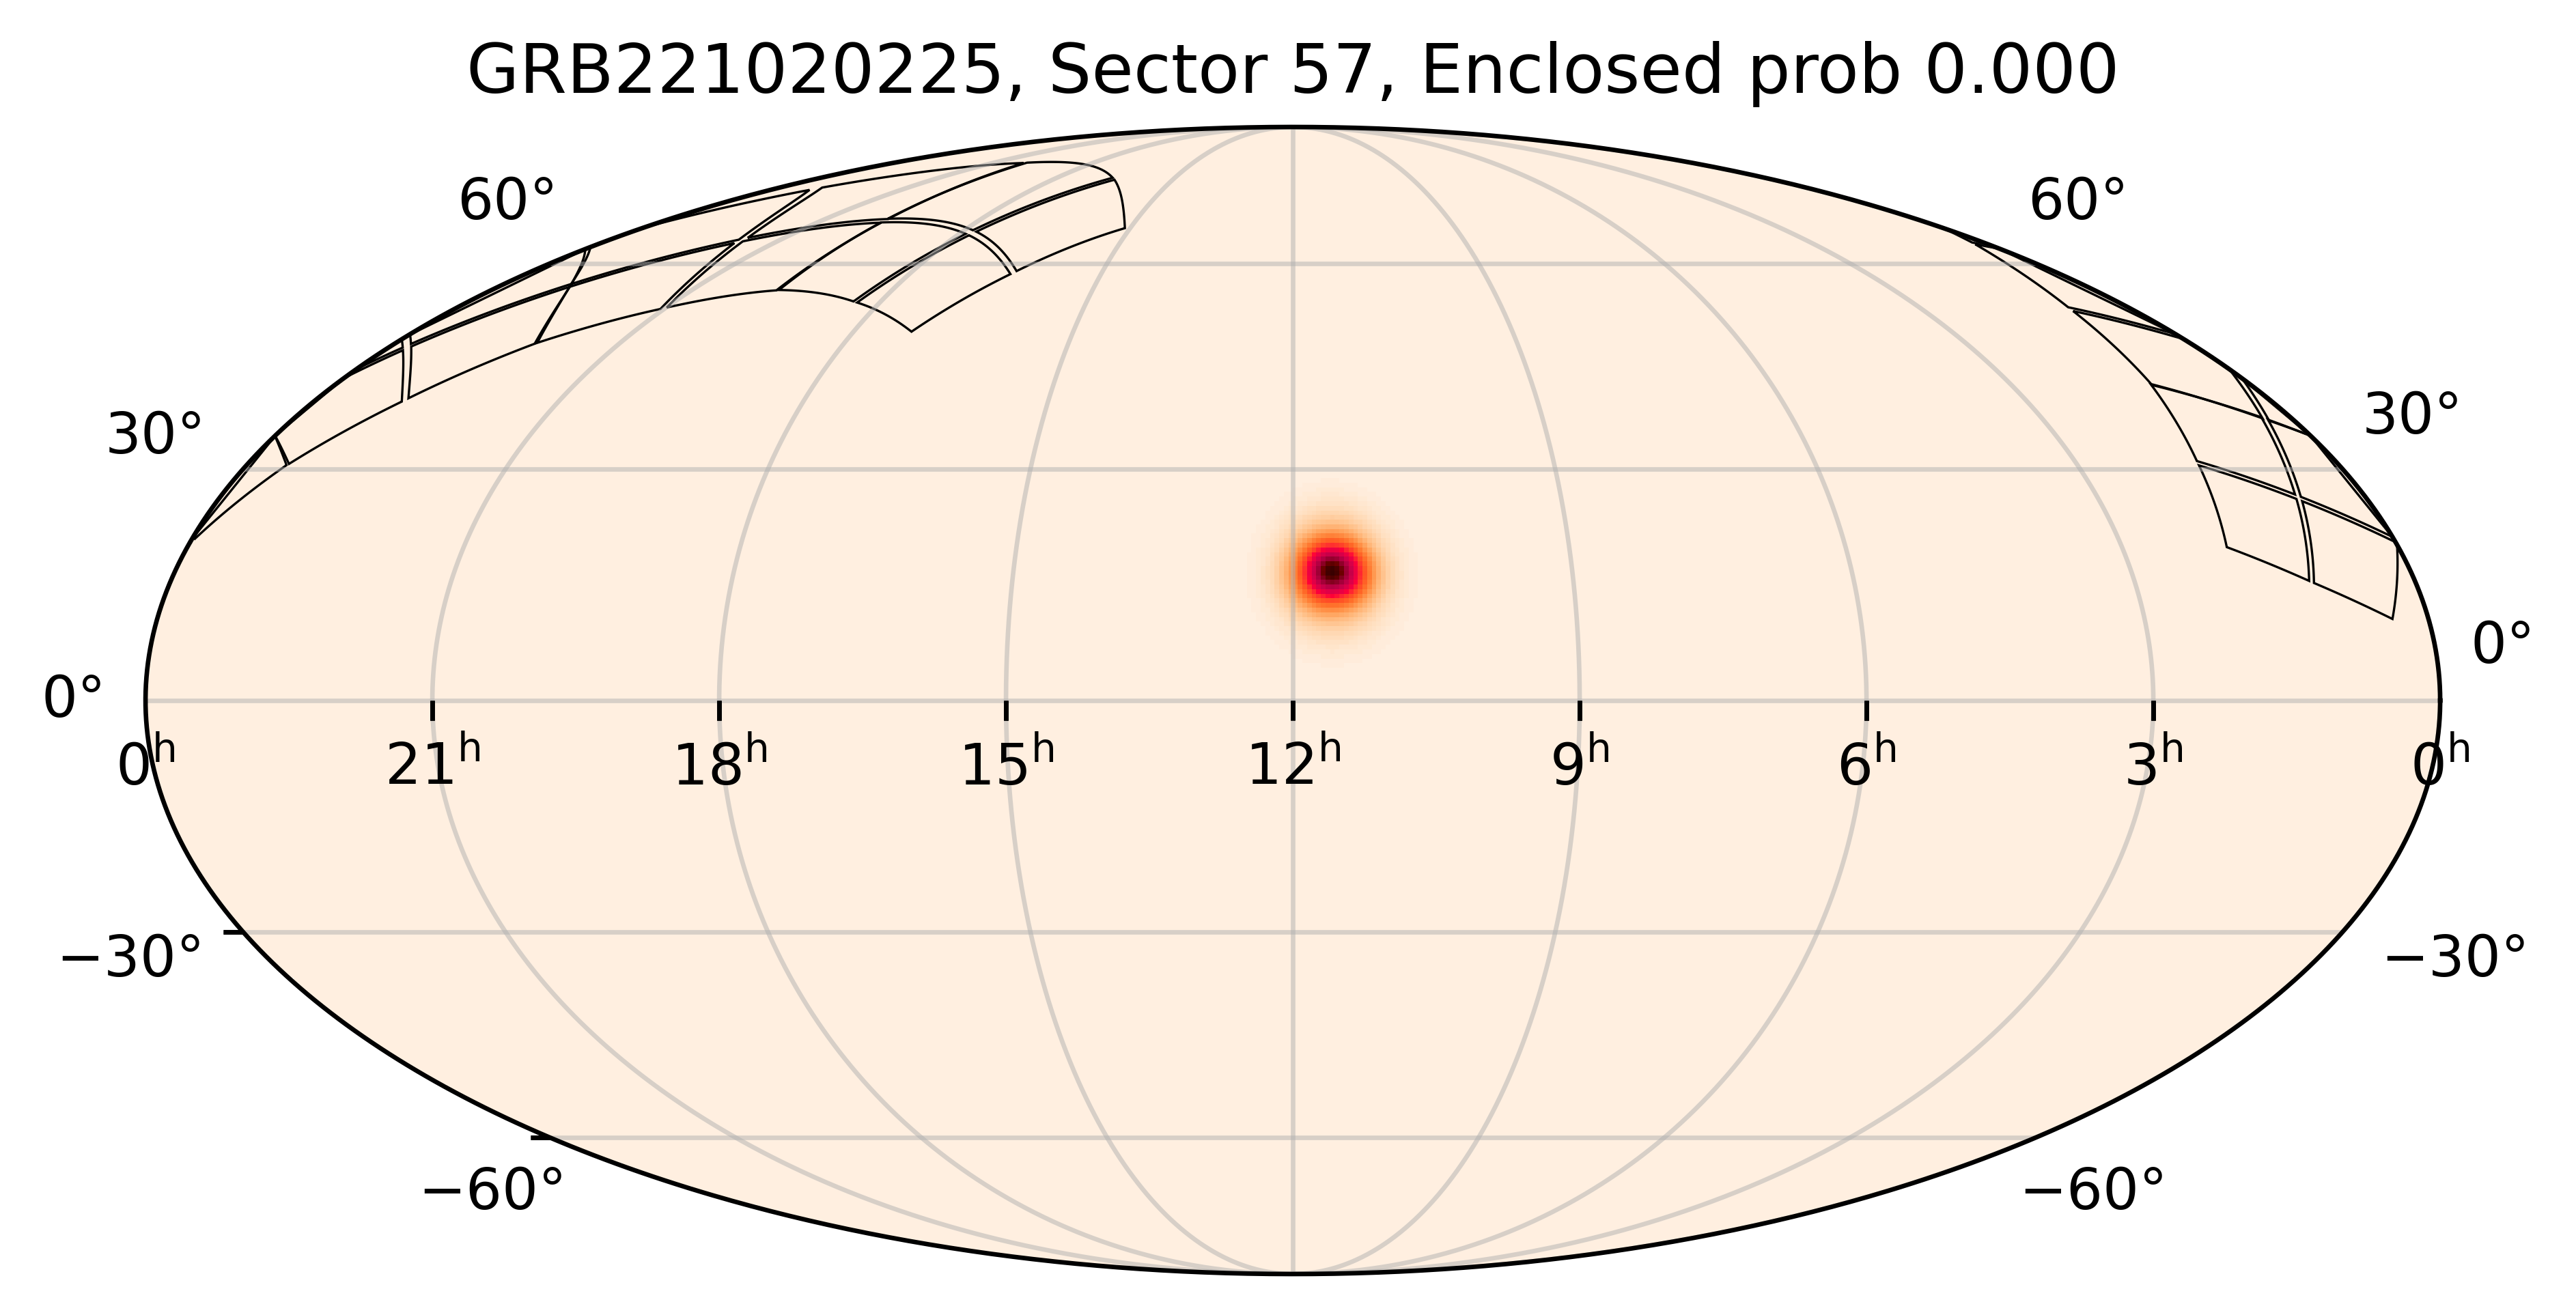 GRB221020225, Sector 57, Enclosed prob 0.000
60° 60°
30° 30°
0° 0°
0ʰ 21ʰ 18ʰ 15ʰ 12ʰ 9ʰ 6ʰ 3ʰ 0ʰ
−30° −30°
−60° −60°